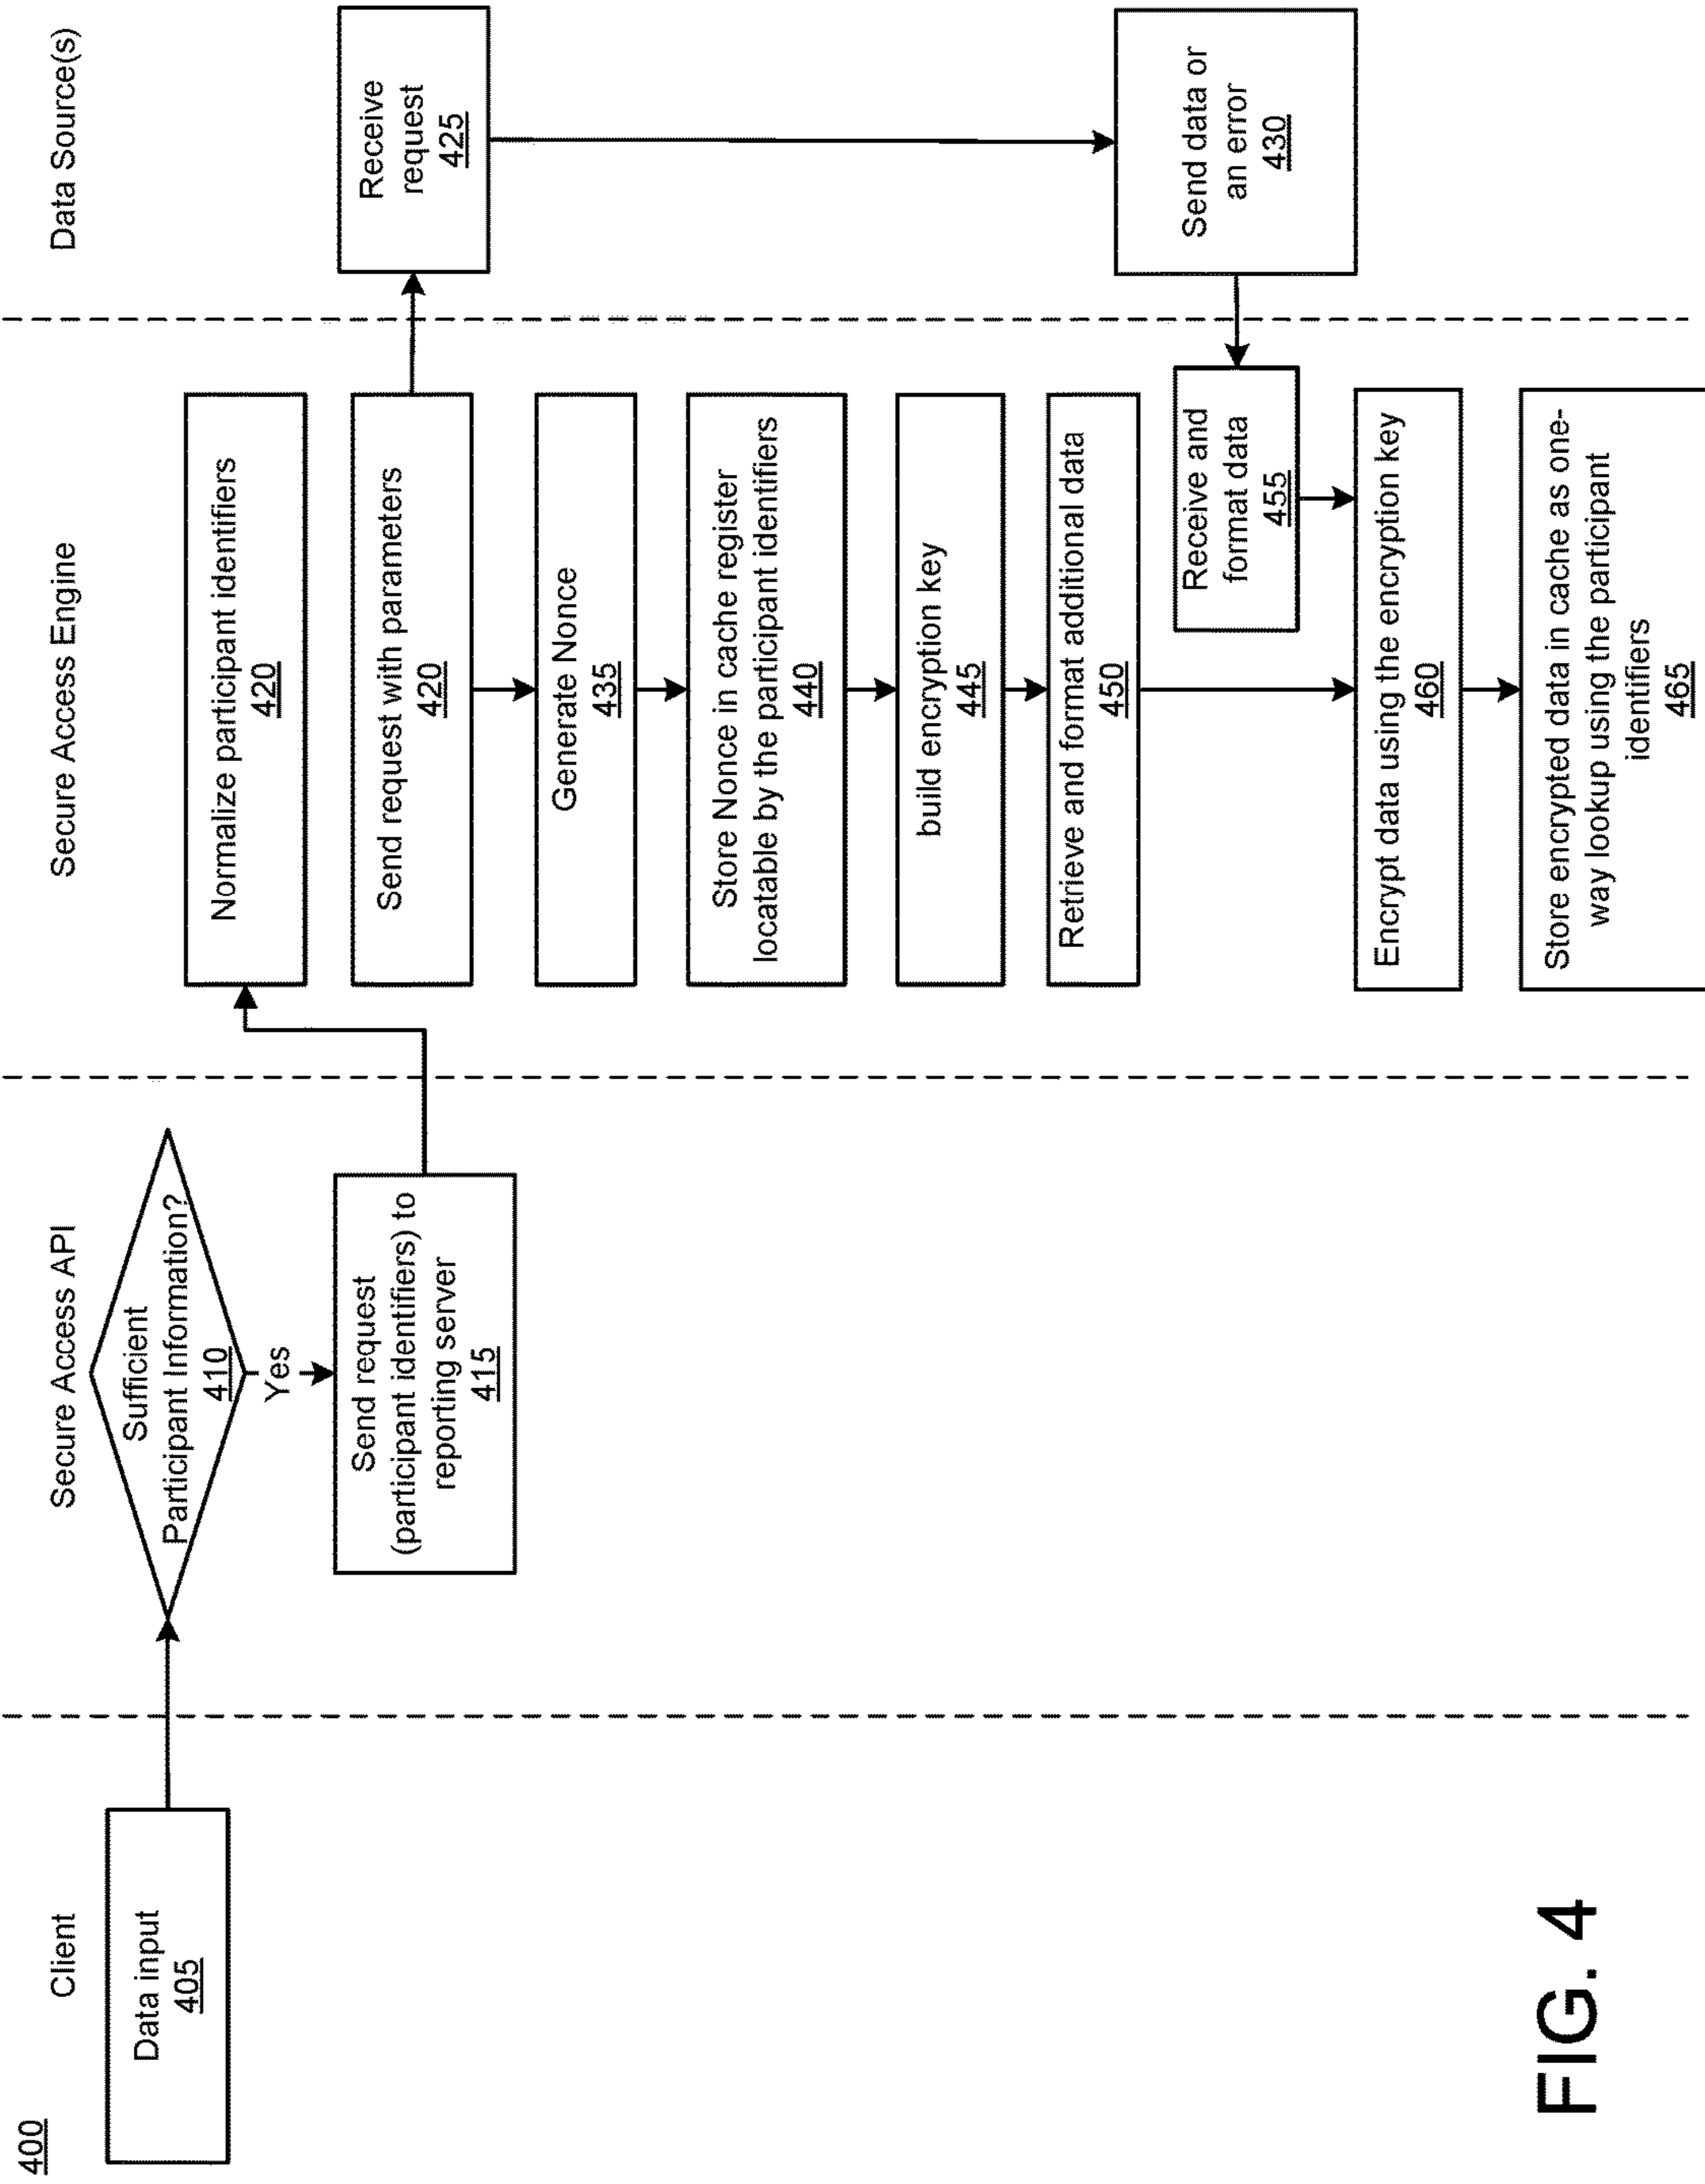 400
Client
Secure Access API
Secure Access Engine
Data Source(s)
Data input
405
Sufficient
Participant Information?
410
Yes
Send request
(participant identifiers) to
reporting server
415
Normalize participant identifiers
420
Send request with parameters
420
Receive
request
425
Generate Nonce
435
Store Nonce in cache register
locatable by the participant identifiers
440
build encryption key
445
Retrieve and format additional data
450
Send data or
an error
430
Receive and
format data
455
Encrypt data using the encryption key
460
Store encrypted data in cache as one-
way lookup using the participant
identifiers
465
FIG. 4